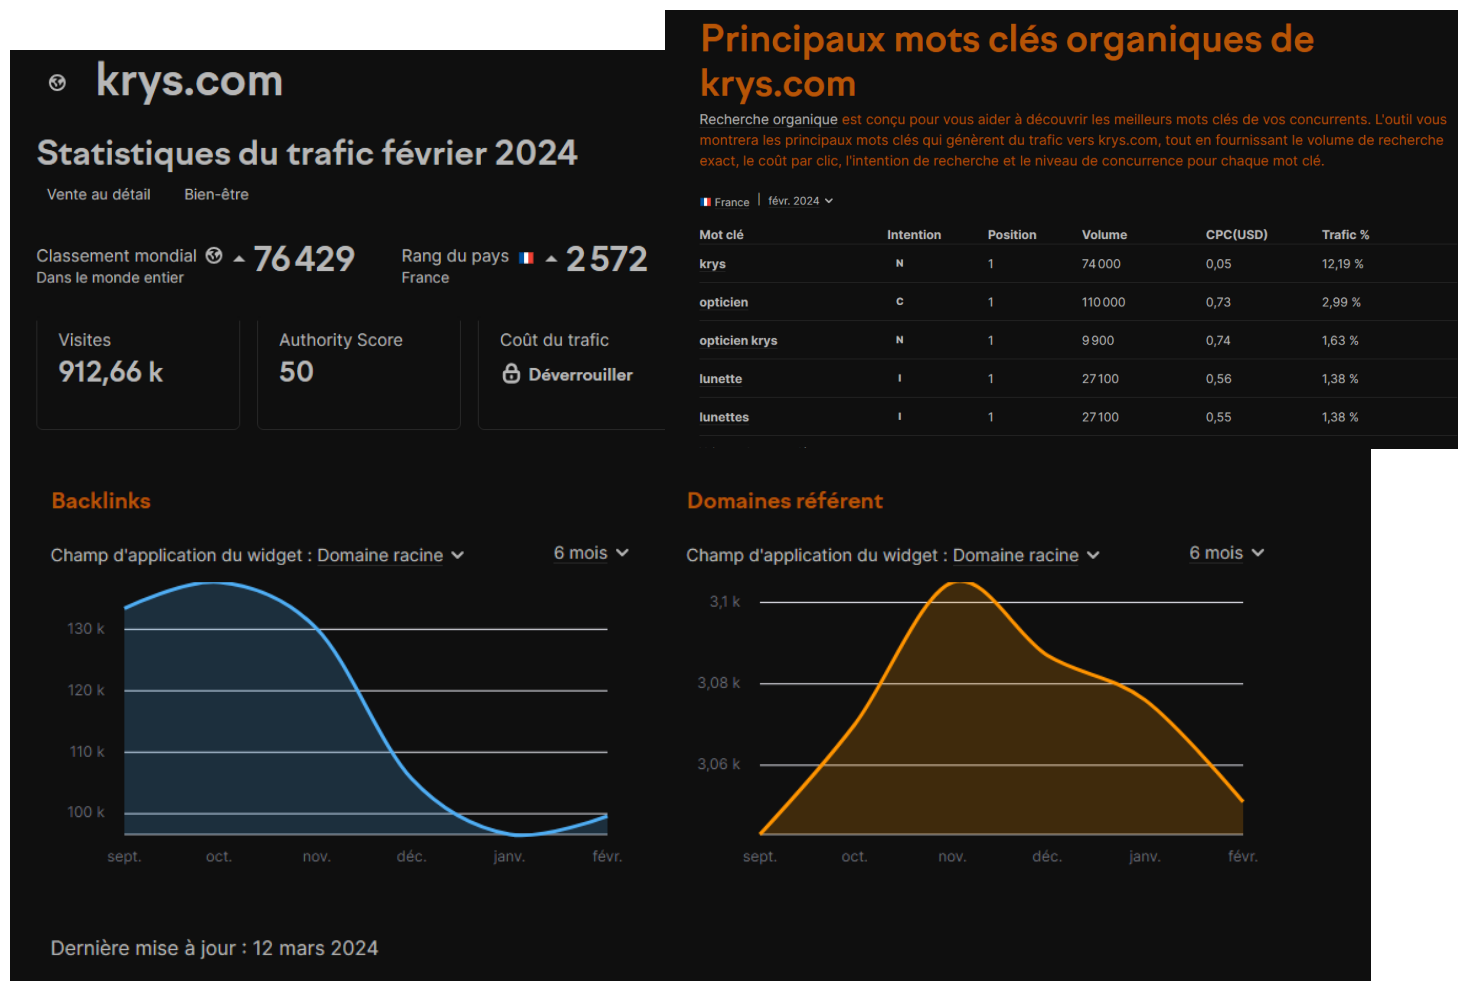 krys.com
Statistiques du trafic février 2024
Vente au détail Bien-être
Classement mondial 76 429
Dans le monde entier
Rang du pays 2 572
France
Visites
912,66 k
Authority Score
50
Coût du trafic
Déverrouiller
Principaux mots clés organiques de
krys.com
Recherche organique est conçu pour vous aider à découvrir les meilleurs mots clés de vos concurrents. L'outil vous
montrera les principaux mots clés qui génèrent du trafic vers krys.com, tout en fournissant le volume de recherche
exact, le coût par clic, l'intention de recherche et le niveau de concurrence pour chaque mot clé.
France févr. 2024
Mot clé Intention Position Volume CPC(USD) Trafic %
krys N 1 74 000 0,05 12,19 %
opticien C 1 110 000 0,73 2,99 %
opticien krys N 1 9 900 0,74 1,63 %
lunette I 1 27 100 0,56 1,38 %
lunettes I 1 27 100 0,55 1,38 %
Backlinks
Champ d'application du widget : Domaine racine 6 mois
130 k
120 k
110 k
100 k
sept. oct. nov. déc. janv. févr.
Domaines référent
Champ d'application du widget : Domaine racine 6 mois
3,1 k
3,08 k
3,06 k
sept. oct. nov. déc. janv. févr.
Dernière mise à jour : 12 mars 2024